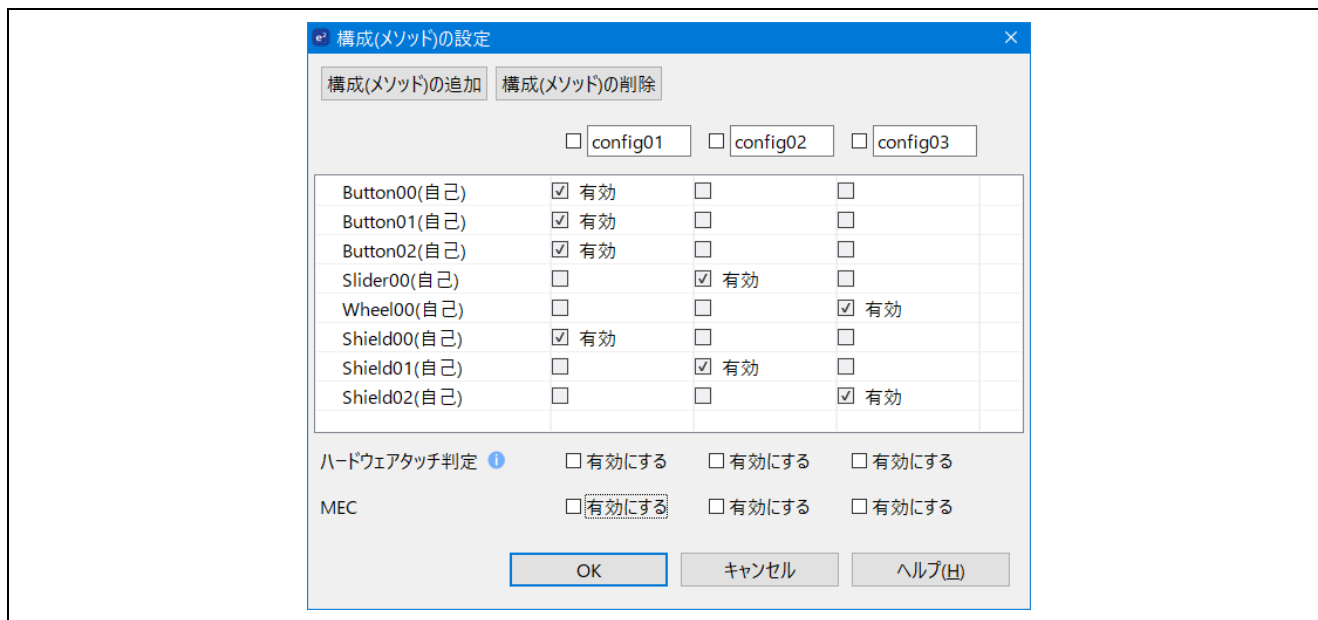 e² 構成(メソッド)の設定
構成(メソッド)の追加 構成(メソッド)の削除
config01 config02 config03
Button00(自己) 有効
Button01(自己) 有効
Button02(自己) 有効
Slider00(自己) 有効
Wheel00(自己) 有効
Shield00(自己) 有効
Shield01(自己) 有効
Shield02(自己) 有効
ハードウェアタッチ判定 有効にする 有効にする 有効にする
MEC 有効にする 有効にする 有効にする
OK キャンセル ヘルプ(H)